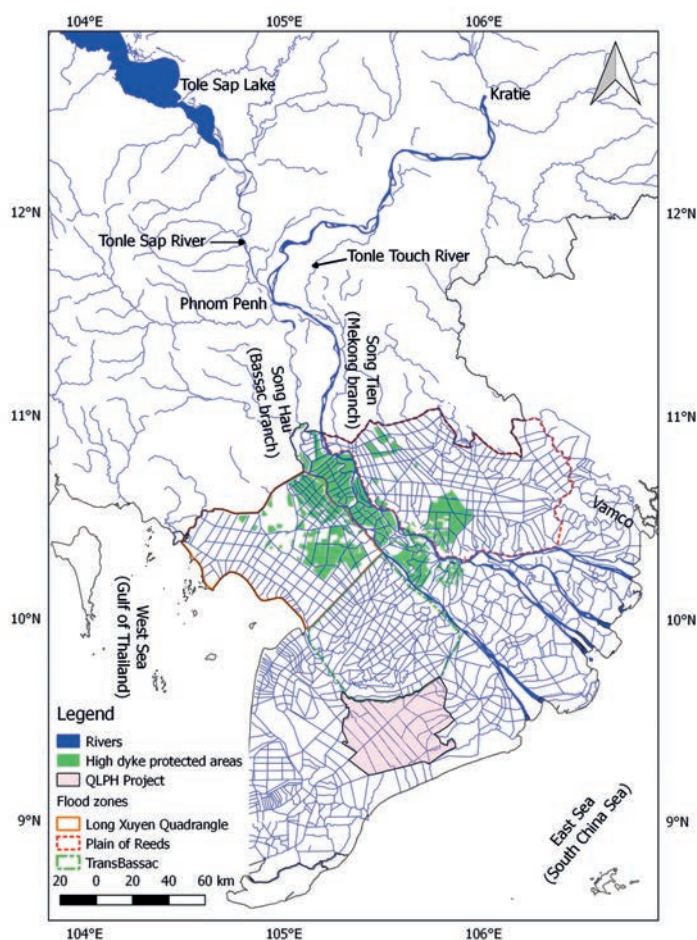 104°E 105°E 106°E
Tole Sap Lake
Kratie
12°N 12°N
Tonle Sap River
Tonle Touch River
Phnom Penh
Song Hau
(Bassac branch)
Song Tien
(Mekong branch)
11°N 11°N
Vamco
10°N 10°N
West Sea
(Gulf of Thailand)
Legend
Rivers
High dyke protected areas
QLPH Project
Flood zones
Long Xuyen Quadrangle
Plain of Reeds
TransBassac
20 0 20 40 60 km
9°N 9°N
East Sea
(South China Sea)
104°E 105°E 106°E